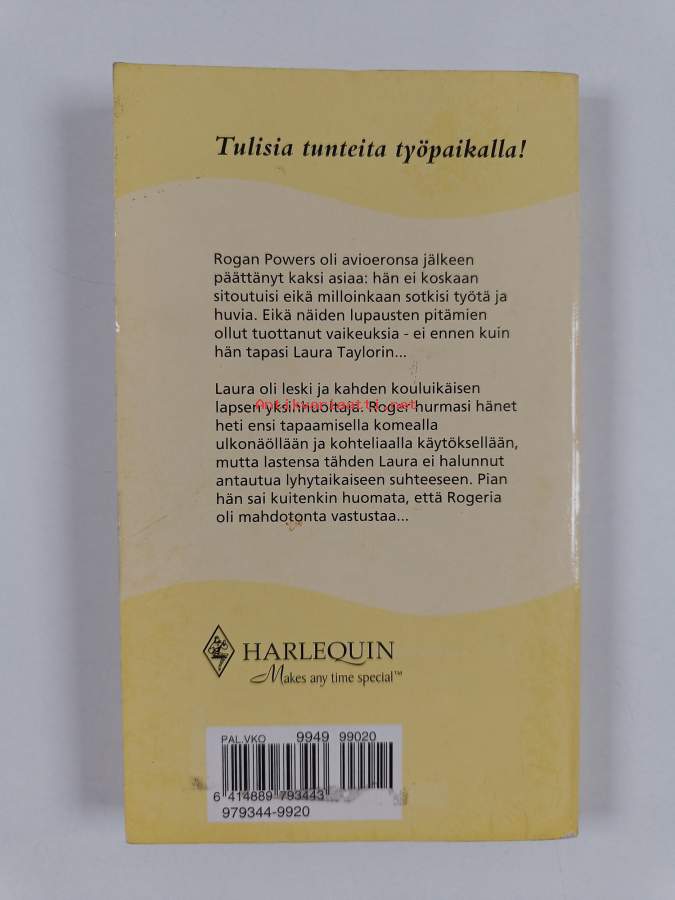 Tulisia tunteita työpaikalla!
Rogan Powers oli avioeronsa jälkeen
päättänyt kaksi asiaa: hän ei koskaan
sitoutuisi eikä milloinkaan sotkisi työtä ja
huvia. Eikä näiden lupausten pitämien
ollut tuottanut vaikeuksia - ei ennen kuin
hän tapasi Laura Taylorin...
Laura oli leski ja kahden kouluikäisen
lapsen yksinhuoltaja. Roger hurmasi hänet
Antikvariaatti.net
heti ensi tapaamisella komealla
ulkonäöllään ja kohteliaalla käytöksellään,
mutta lastensa tähden Laura ei halunnut
antautua lyhytaikaiseen suhteeseen. Pian
hän sai kuitenkin huomata, että Rogeria
oli mahdotonta vastustaa...
HARLEQUIN
Makes any time special™
PAL.VKO 9949 99020
6 414889 793443
979344-9920